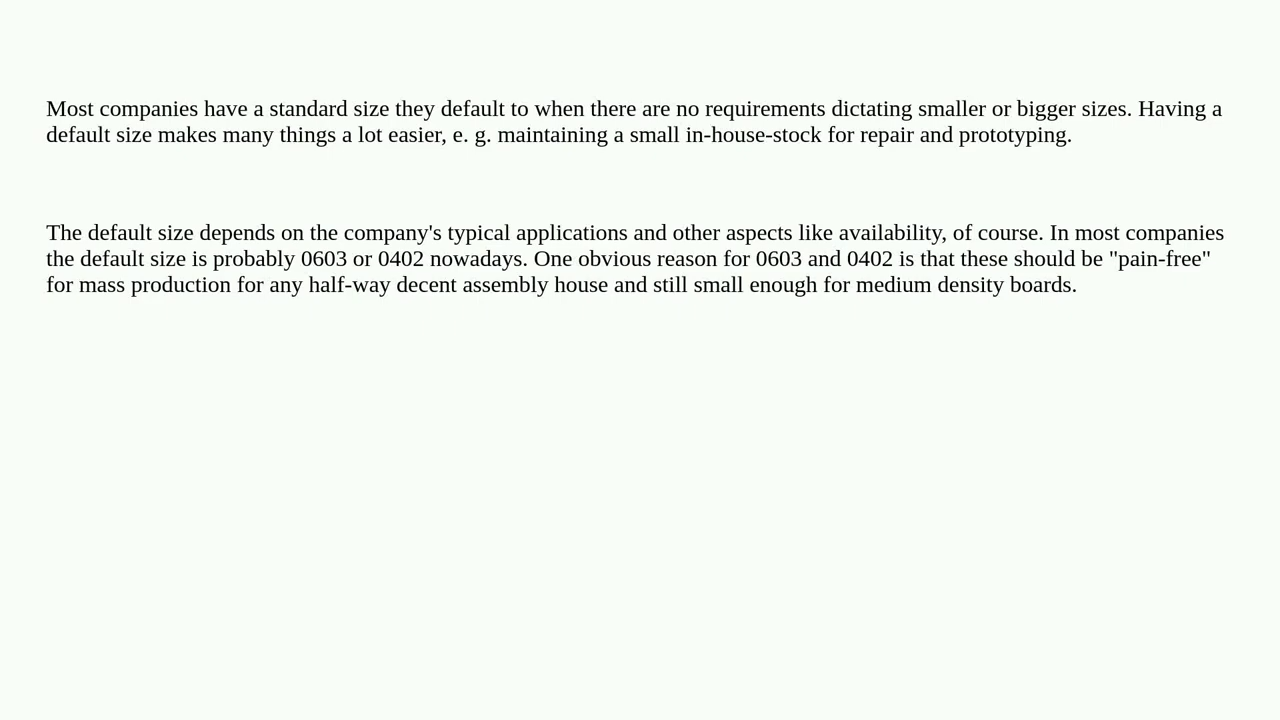 Most companies have a standard size they default to when there are no requirements dictating smaller or bigger sizes. Having a
default size makes many things a lot easier, e. g. maintaining a small in-house-stock for repair and prototyping.
The default size depends on the company's typical applications and other aspects like availability, of course. In most companies
the default size is probably 0603 or 0402 nowadays. One obvious reason for 0603 and 0402 is that these should be "pain-free"
for mass production for any half-way decent assembly house and still small enough for medium density boards.